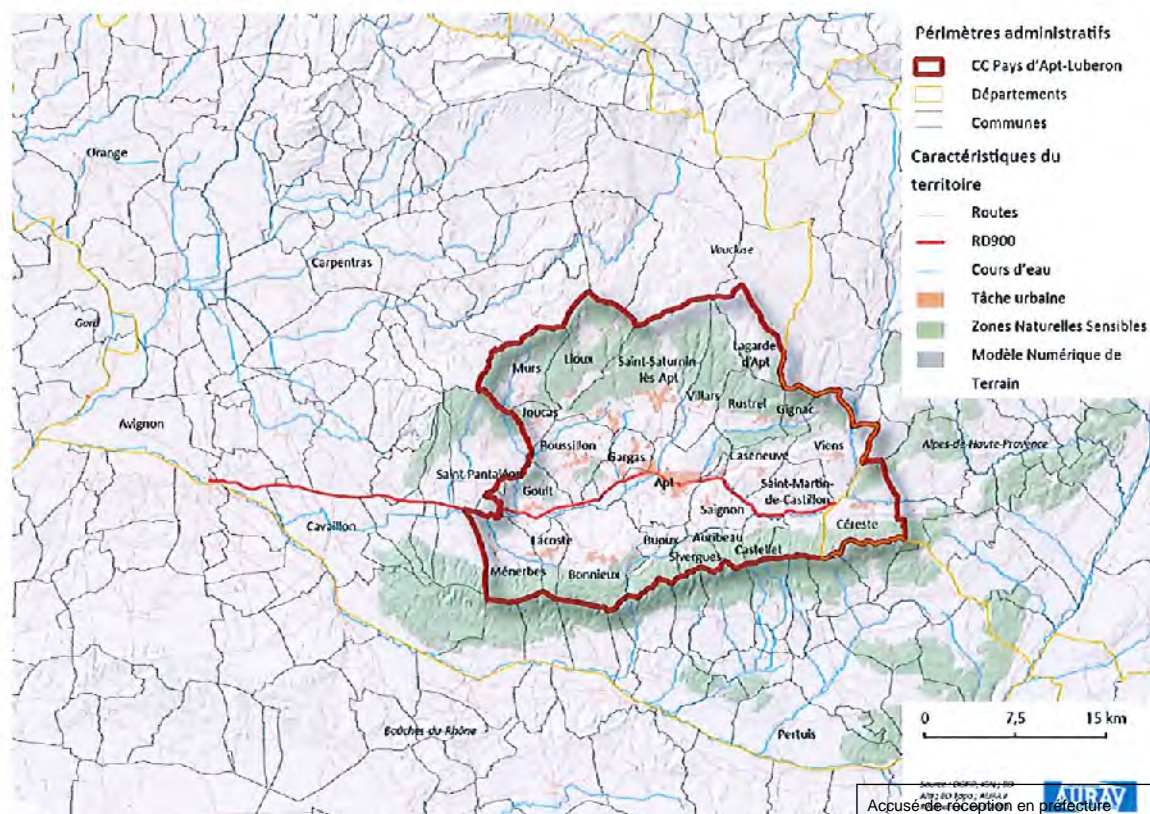 Périmètres administratifs
CC Pays d'Apt-Luberon
Départements
Communes
Caractéristiques du
territoire
Routes
RD900
Cours d'eau
Tâche urbaine
Zones Naturelles Sensibles
Modèle Numérique de
Terrain
Orange
Carpentras
Vaucluse
Gard
Lagarde
d'Apt
Lioux
Saint-Saturnin-
lès Apt
Murs
Villars
Rustrel
Gignac
Joucas
Avignon
Roussillon
Gargas
Caseneuve
Viens
Alpes-de-Haute-Provence
Saint-Pantaléon
Apt
Saint-Martin-
de-Castillon
Goult
Saignon
Cavaillon
Céreste
Lacoste
Buoux
Auribeau
Sivergues
Castellet
Ménerbes
Bonnieux
0 7,5 15 km
Bouches-du-Rhône
Pertuis
AURAV
Accusé de réception en préfecture